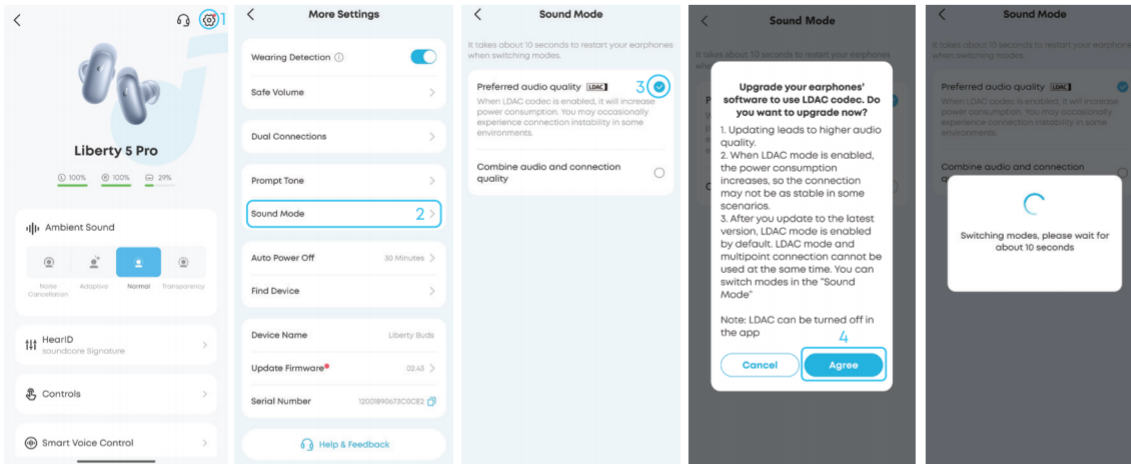 1
Liberty 5 Pro
L 100% R 100% 29%
Ambient Sound
Noise Cancellation
Adaptive
Normal
Transparency
HearID
soundcore Signature
Controls
Smart Voice Control
More Settings
Wearing Detection
Safe Volume
Dual Connections
Prompt Tone
Sound Mode 2
Auto Power Off 30 Minutes
Find Device
Device Name Liberty Buds
Update Firmware 02.43
Serial Number 12001890673C0CE2
Help & Feedback
Sound Mode
It takes about 10 seconds to restart your earphones
when switching modes.
Preferred audio quality LDAC 3
When LDAC codec is enabled, it will increase
power consumption. You may occasionally
experience connection instability in some
environments.
Combine audio and connection
quality
Sound Mode
It takes about 10 seconds to restart your earphones
Upgrade your earphones'
software to use LDAC codec. Do
you want to upgrade now?
1. Updating leads to higher audio
quality.
2. When LDAC mode is enabled,
the power consumption
increases, so the connection
may not be as stable in some
scenarios.
3. After you update to the latest
version, LDAC mode is enabled
by default. LDAC mode and
multipoint connection cannot be
used at the same time. You can
switch modes in the "Sound
Mode"
Note: LDAC can be turned off in
the app
4
Cancel Agree
Sound Mode
It takes about 10 seconds to restart your earphone
when switching modes.
Preferred audio quality LDAC
When LDAC codec is enabled, it will increase
power consumption. You may occasionally
experience connection instability in some
environments.
Combine audio and connection
Switching modes, please wait for
about 10 seconds